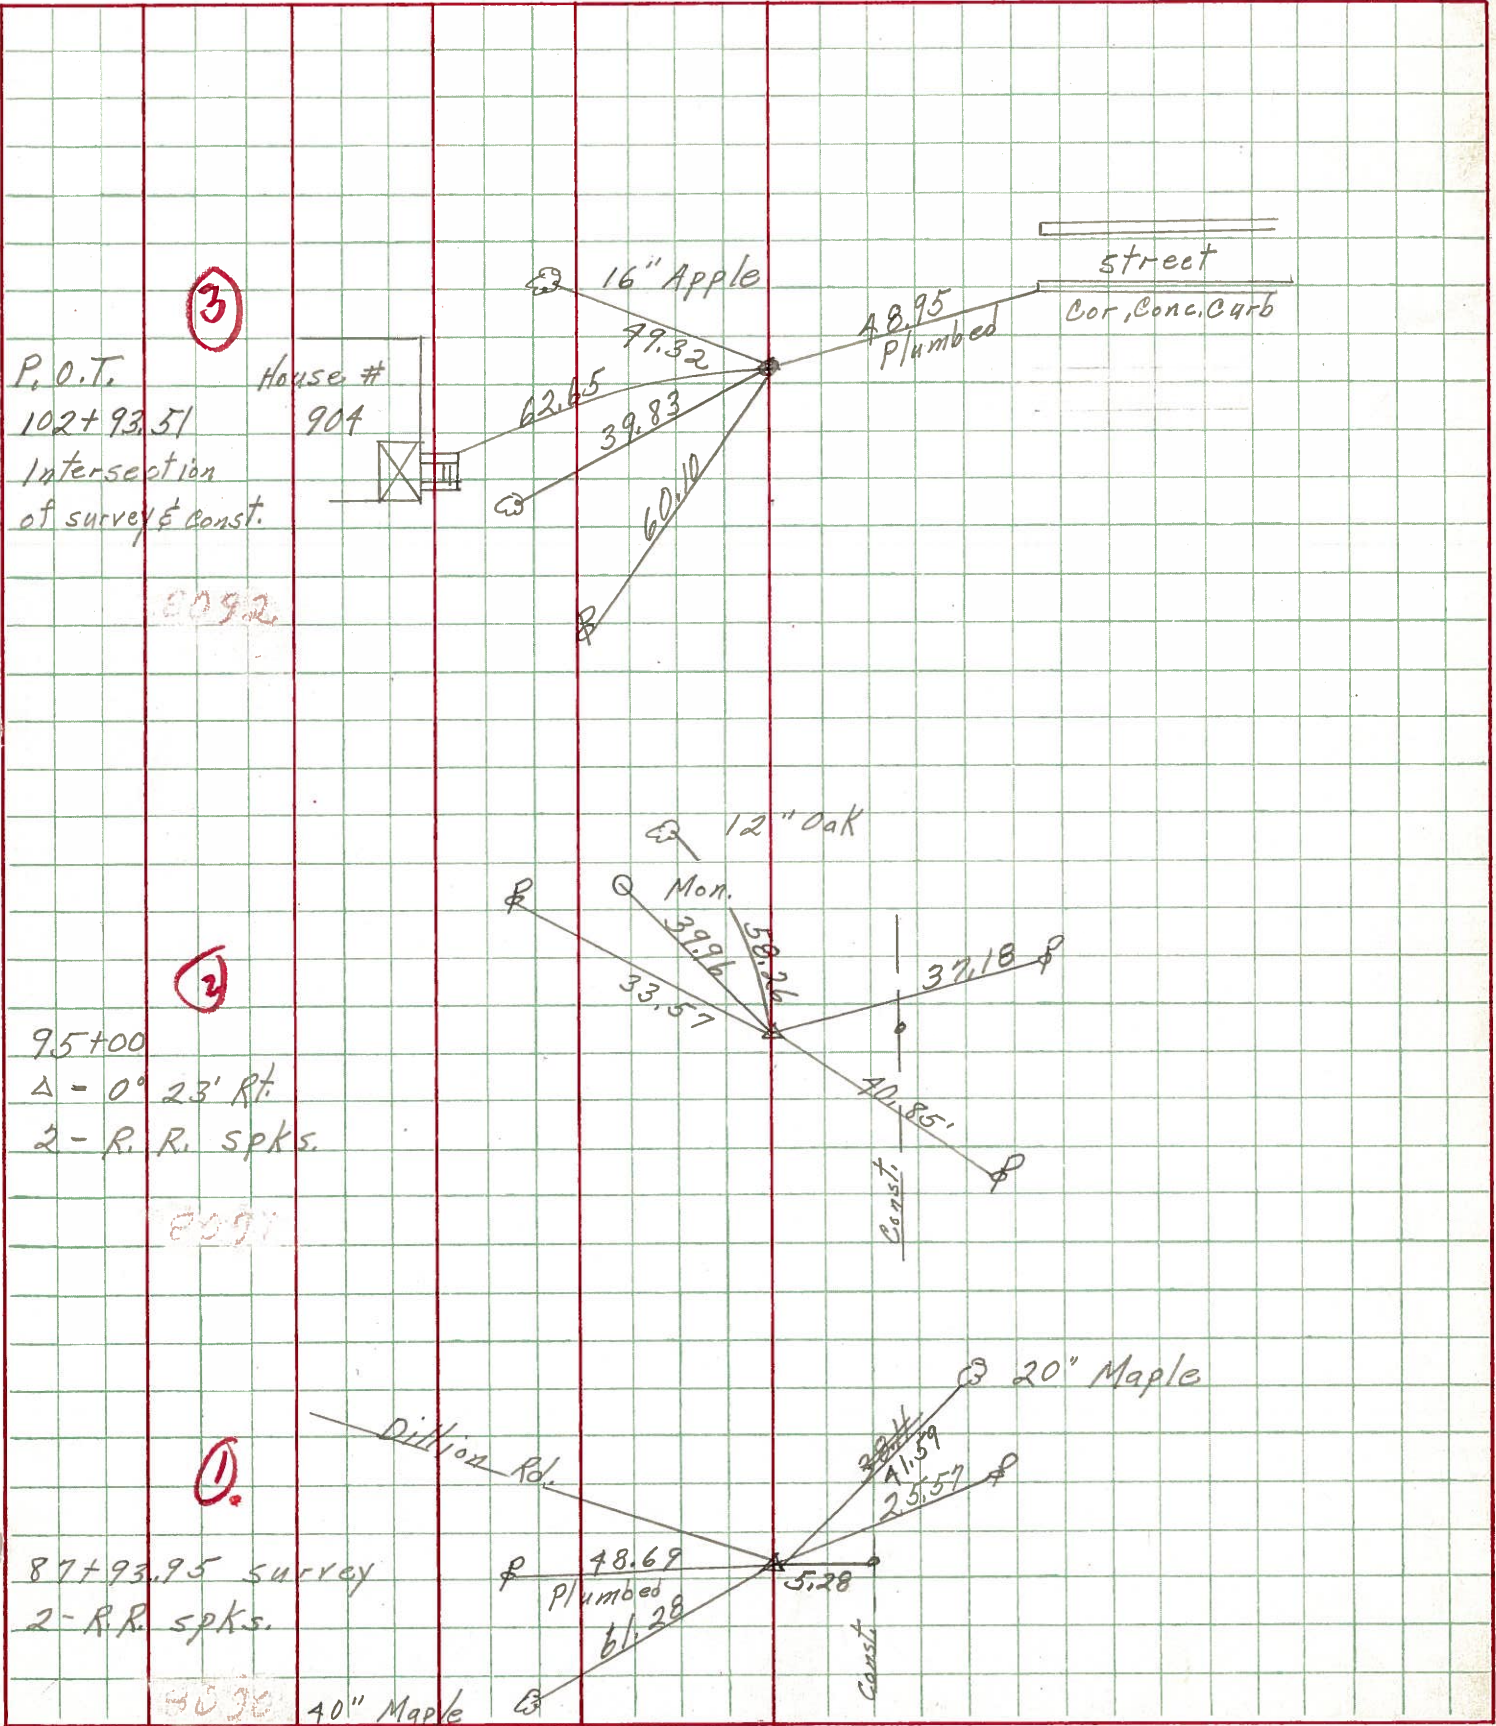 16" Apple
street
Cor, Conc. Curb
48.95
Plumbed
3
49.32
P.O.T.
House #
62.65
102+93.51
904
39.83
Intersection
of survey & Const.
60.10
8092
12" Oak
Mon.
39.96
58.26
37.18
33.57
2
95+00
Δ = 0° 23' Rt.
2 - R.R. spks.
40.85'
Const.
8091
20" Maple
Dillion Rd.
41.59
25.57
1.
87+93.95 survey
48.69
5.28
Plumbed
2 - R.R. spks.
61.28
Const.
8090
40" Maple